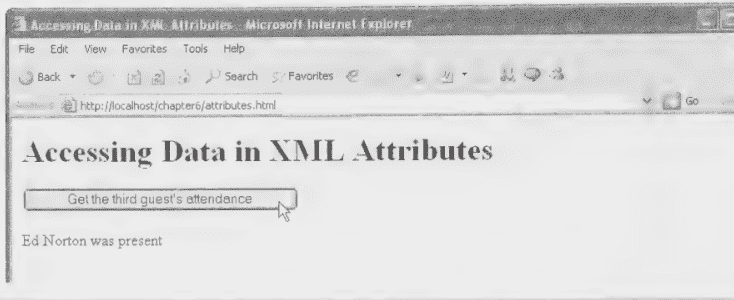 Accessing Data in XML Attributes - Microsoft Internet Explorer
File Edit View Favorites Tools Help
Back Search Favorites
http://localhost/chapter6/attributes.html Go
Accessing Data in XML Attributes
Get the third guest's attendance
Ed Norton was present